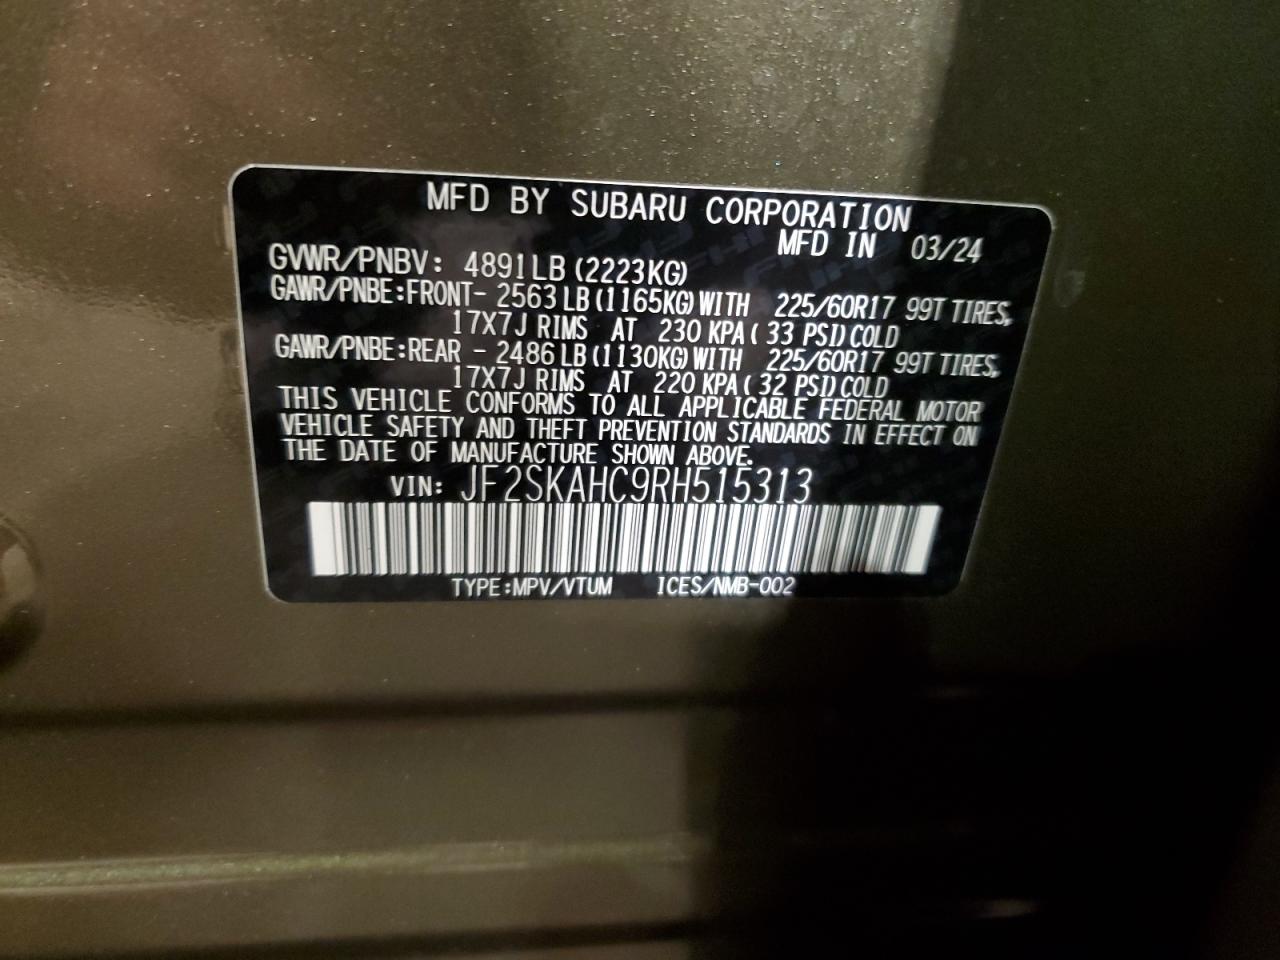 MFD BY SUBARU CORPORATION
MFD IN 03/24
GVWR/PNBV: 4891LB (2223KG)
GAWR/PNBE:FRONT- 2563LB(1165KG)WITH 225/60R17 99T TIRES,
17X7J RIMS AT 230 KPA( 33 PSI)COLD
GAWR/PNBE:REAR - 2486LB(1130KG)WITH 225/60R17 99T TIRES,
17X7J RIMS AT 220 KPA( 32 PSI)COLD
THIS VEHICLE CONFORMS TO ALL APPLICABLE FEDERAL MOTOR
VEHICLE SAFETY AND THEFT PREVENTION STANDARDS IN EFFECT ON
THE DATE OF MANUFACTURE SHOWN ABOVE.
VIN: JF2SKAHC9RH515313
TYPE:MPV/VTUM ICES/NMB-002